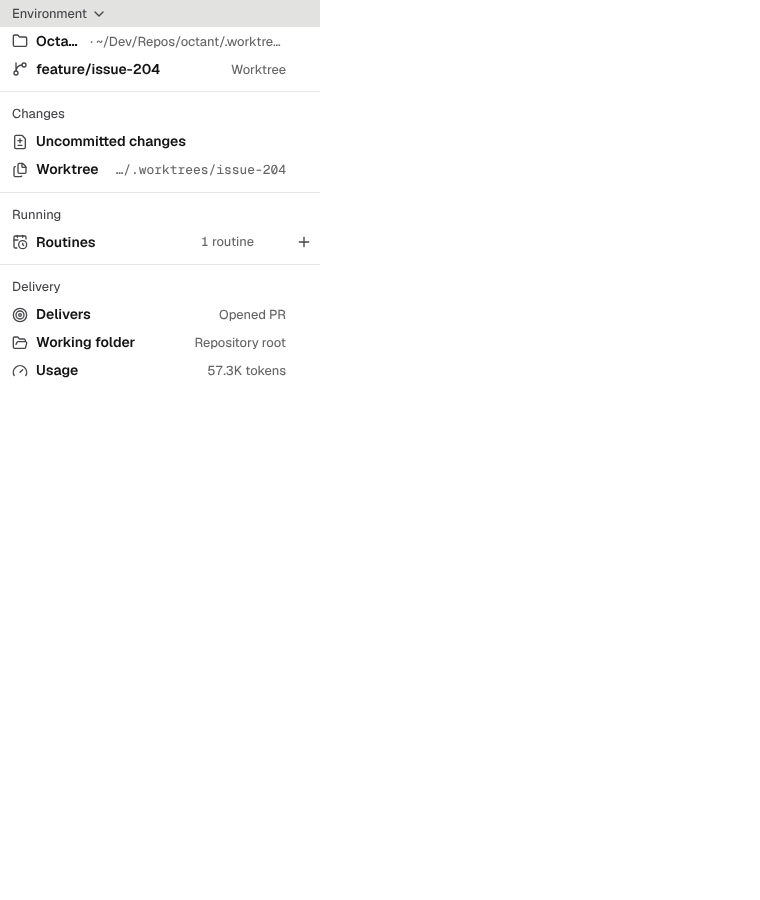 Environment
Octa… · ~/Dev/Repos/octant/.worktre…
feature/issue-204 Worktree
Changes
Uncommitted changes
Worktree …/.worktrees/issue-204
Running
Routines 1 routine
Delivery
Delivers Opened PR
Working folder Repository root
Usage 57.3K tokens